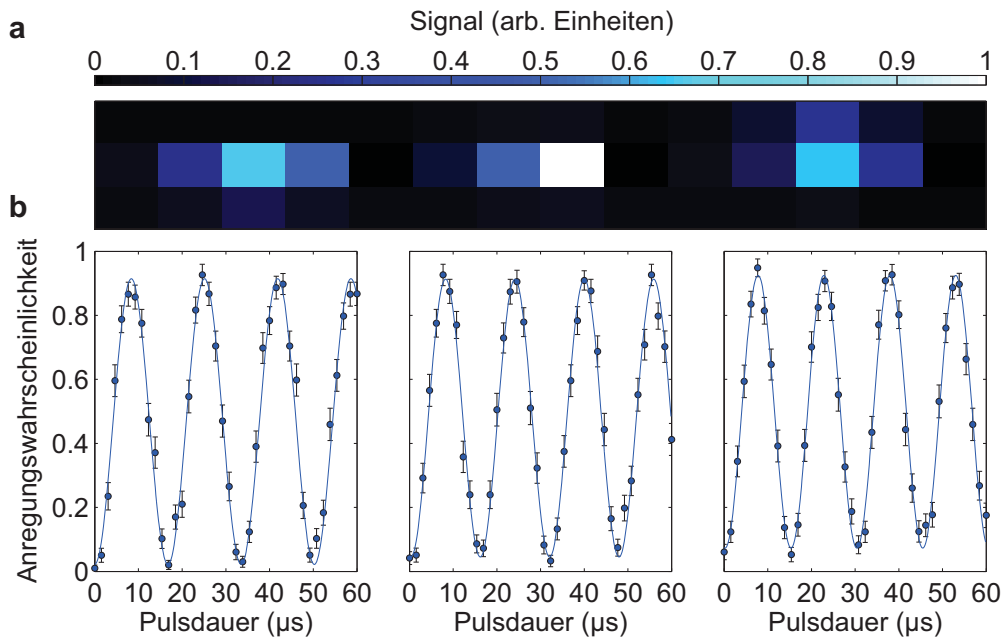 a
Signal (arb. Einheiten)
0 0.1 0.2 0.3 0.4 0.5 0.6 0.7 0.8 0.9 1
b
Anregungswahrscheinlichkeit
1
0.8
0.6
0.4
0.2
0
0 10 20 30 40 50 60 0 10 20 30 40 50 60 0 10 20 30 40 50 60
Pulsdauer (µs) Pulsdauer (µs) Pulsdauer (µs)